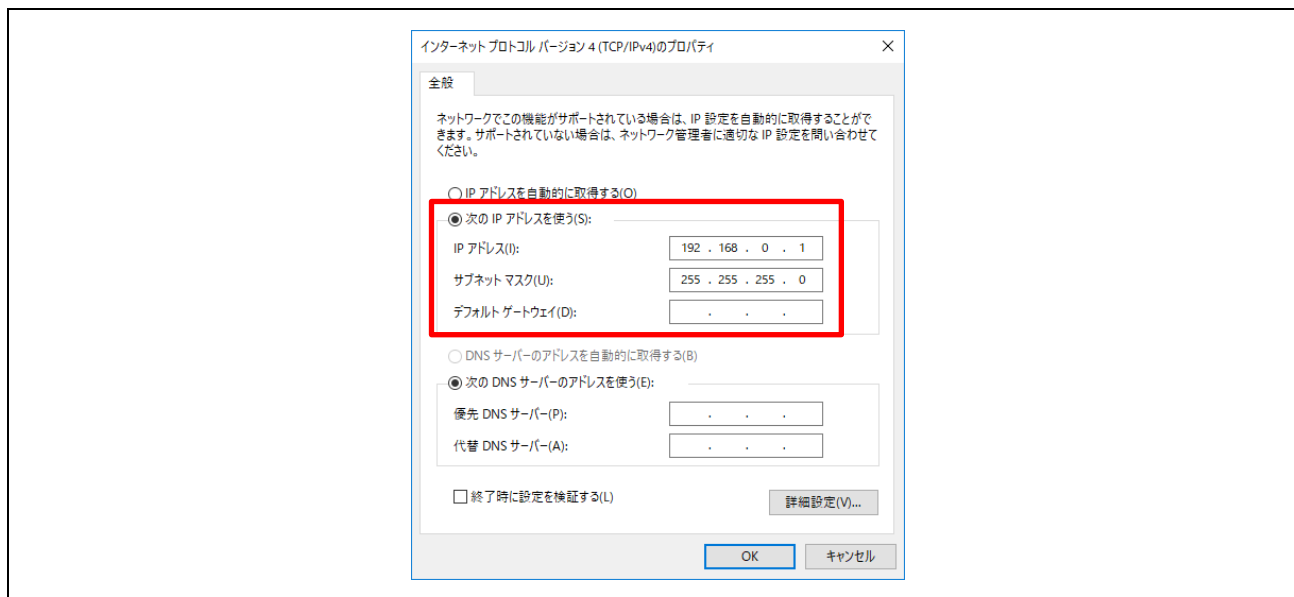 インターネット プロトコル バージョン 4 (TCP/IPv4)のプロパティ
全般
ネットワークでこの機能がサポートされている場合は、IP 設定を自動的に取得することがで
きます。サポートされていない場合は、ネットワーク管理者に適切な IP 設定を問い合わせて
ください。
IP アドレスを自動的に取得する(O)
次の IP アドレスを使う(S):
IP アドレス(I): 192 . 168 . 0 . 1
サブネット マスク(U): 255 . 255 . 255 . 0
デフォルト ゲートウェイ(D): . . .
DNS サーバーのアドレスを自動的に取得する(B)
次の DNS サーバーのアドレスを使う(E):
優先 DNS サーバー(P): . . .
代替 DNS サーバー(A): . . .
終了時に設定を検証する(L)
詳細設定(V)...
OK キャンセル